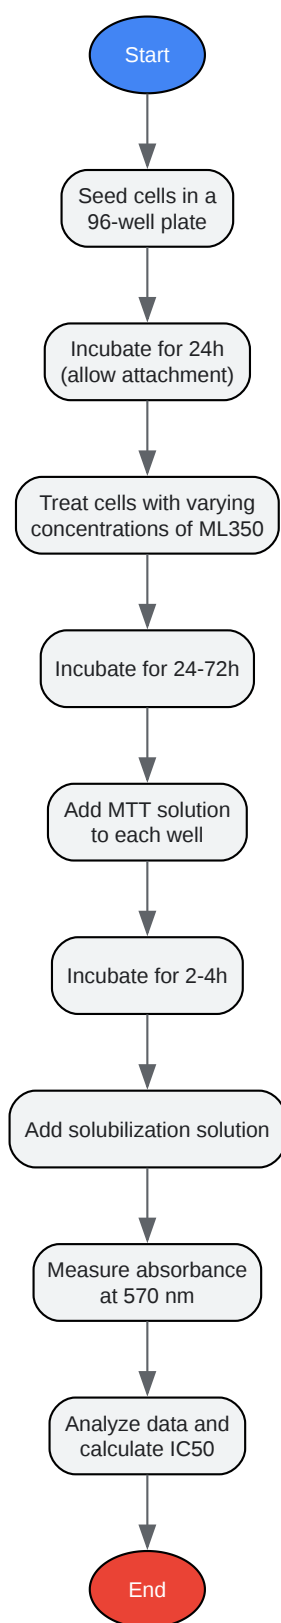 Start
Seed cells in a
96-well plate
Incubate for 24h
(allow attachment)
Treat cells with varying
concentrations of ML350
Incubate for 24-72h
Add MTT solution
to each well
Incubate for 2-4h
Add solubilization solution
Measure absorbance
at 570 nm
Analyze data and
calculate IC50
End